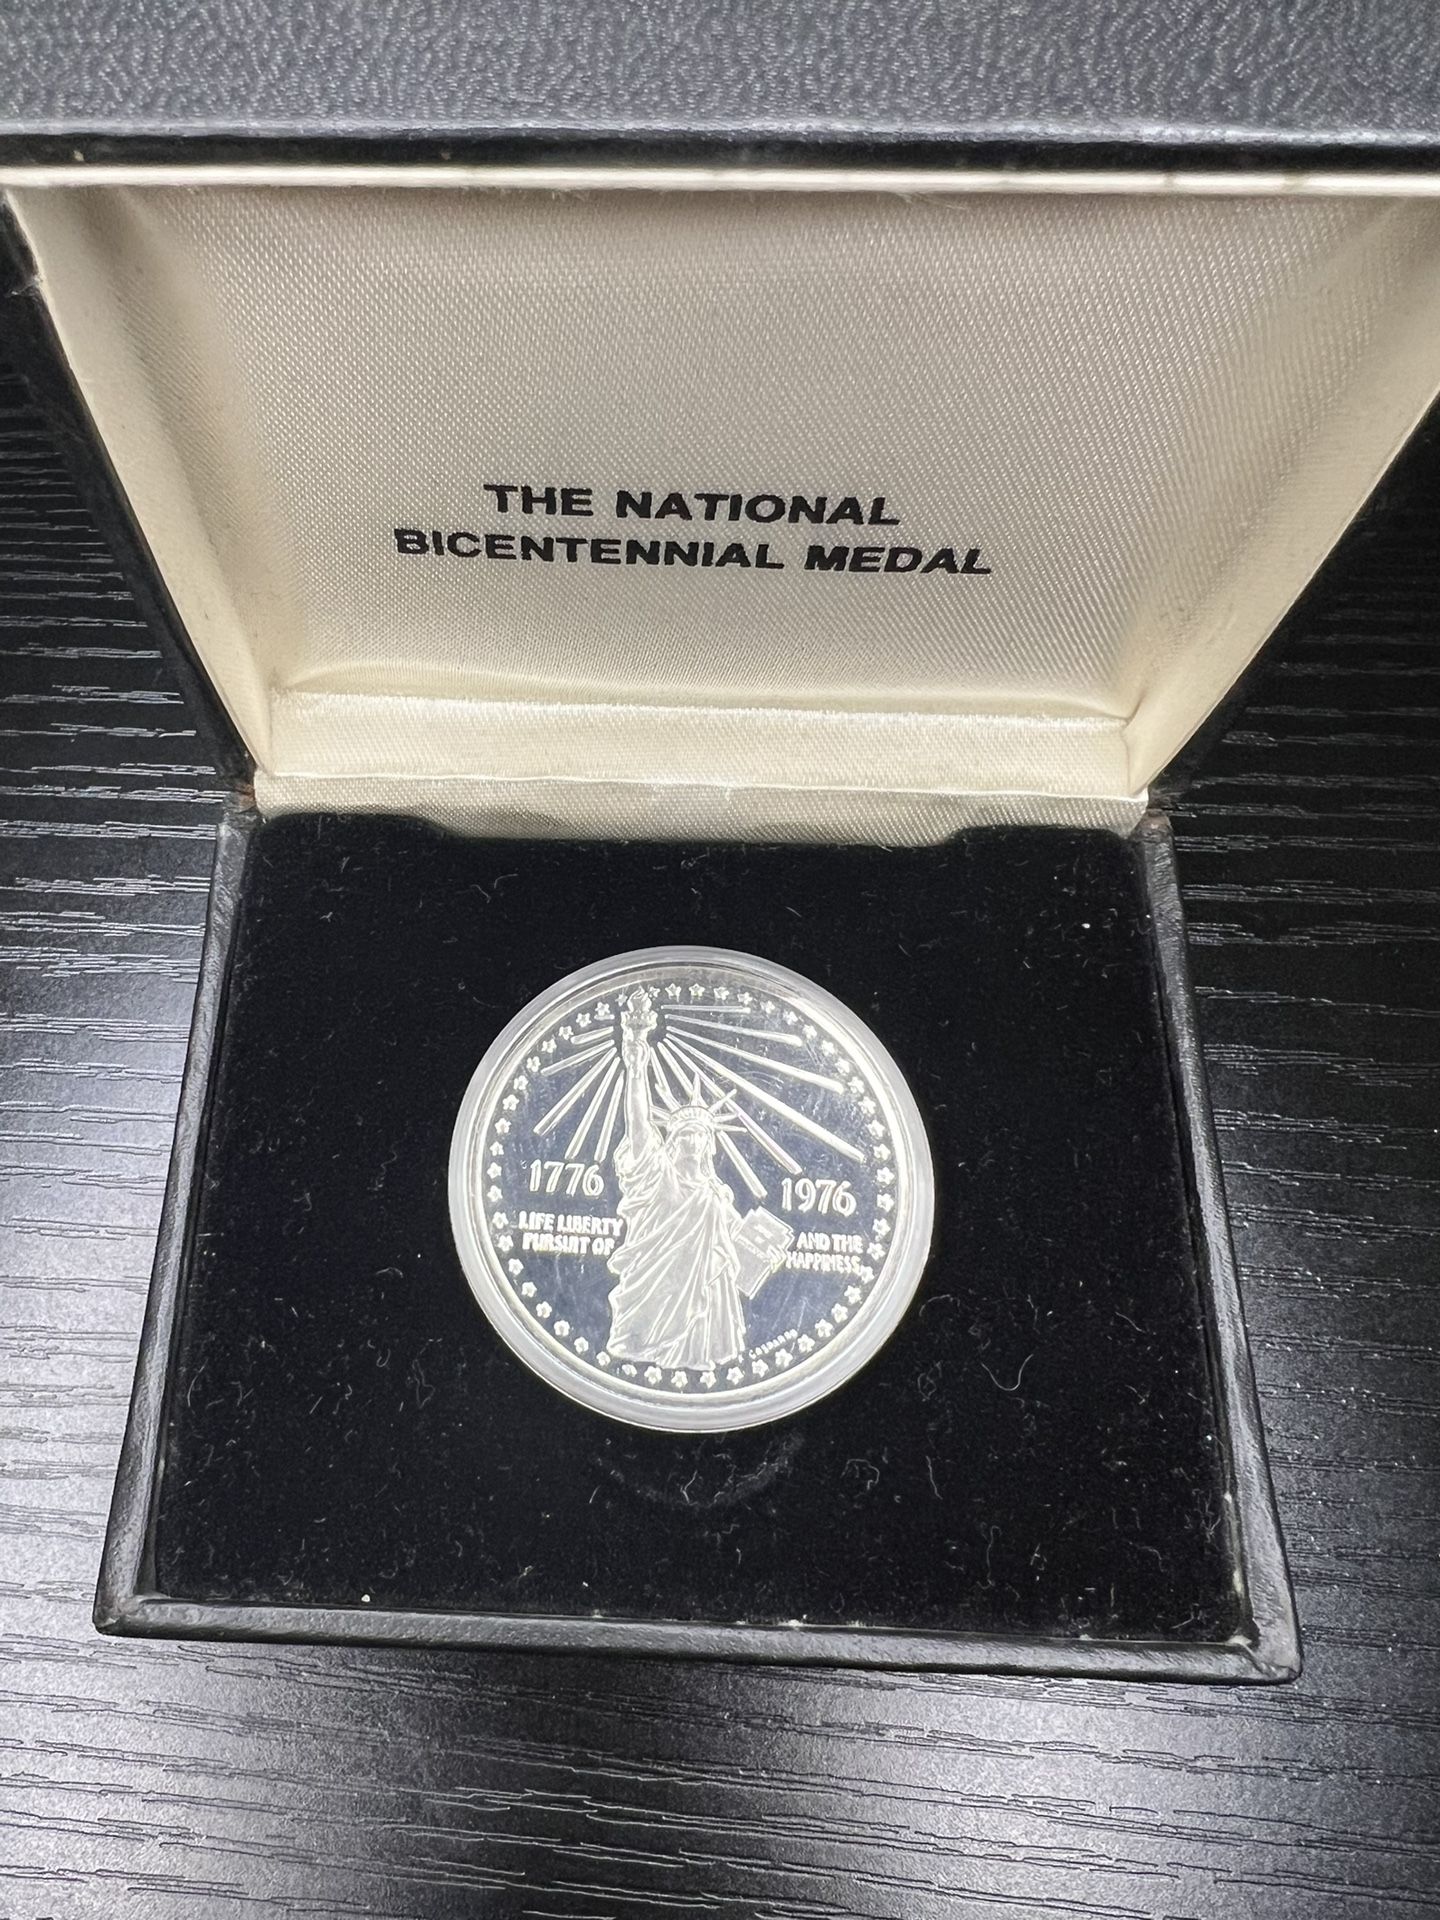 THE NATIONAL
BICENTENNIAL MEDAL
1776 1976
LIFE LIBERTY AND THE
PURSUIT OF HAPPINESS